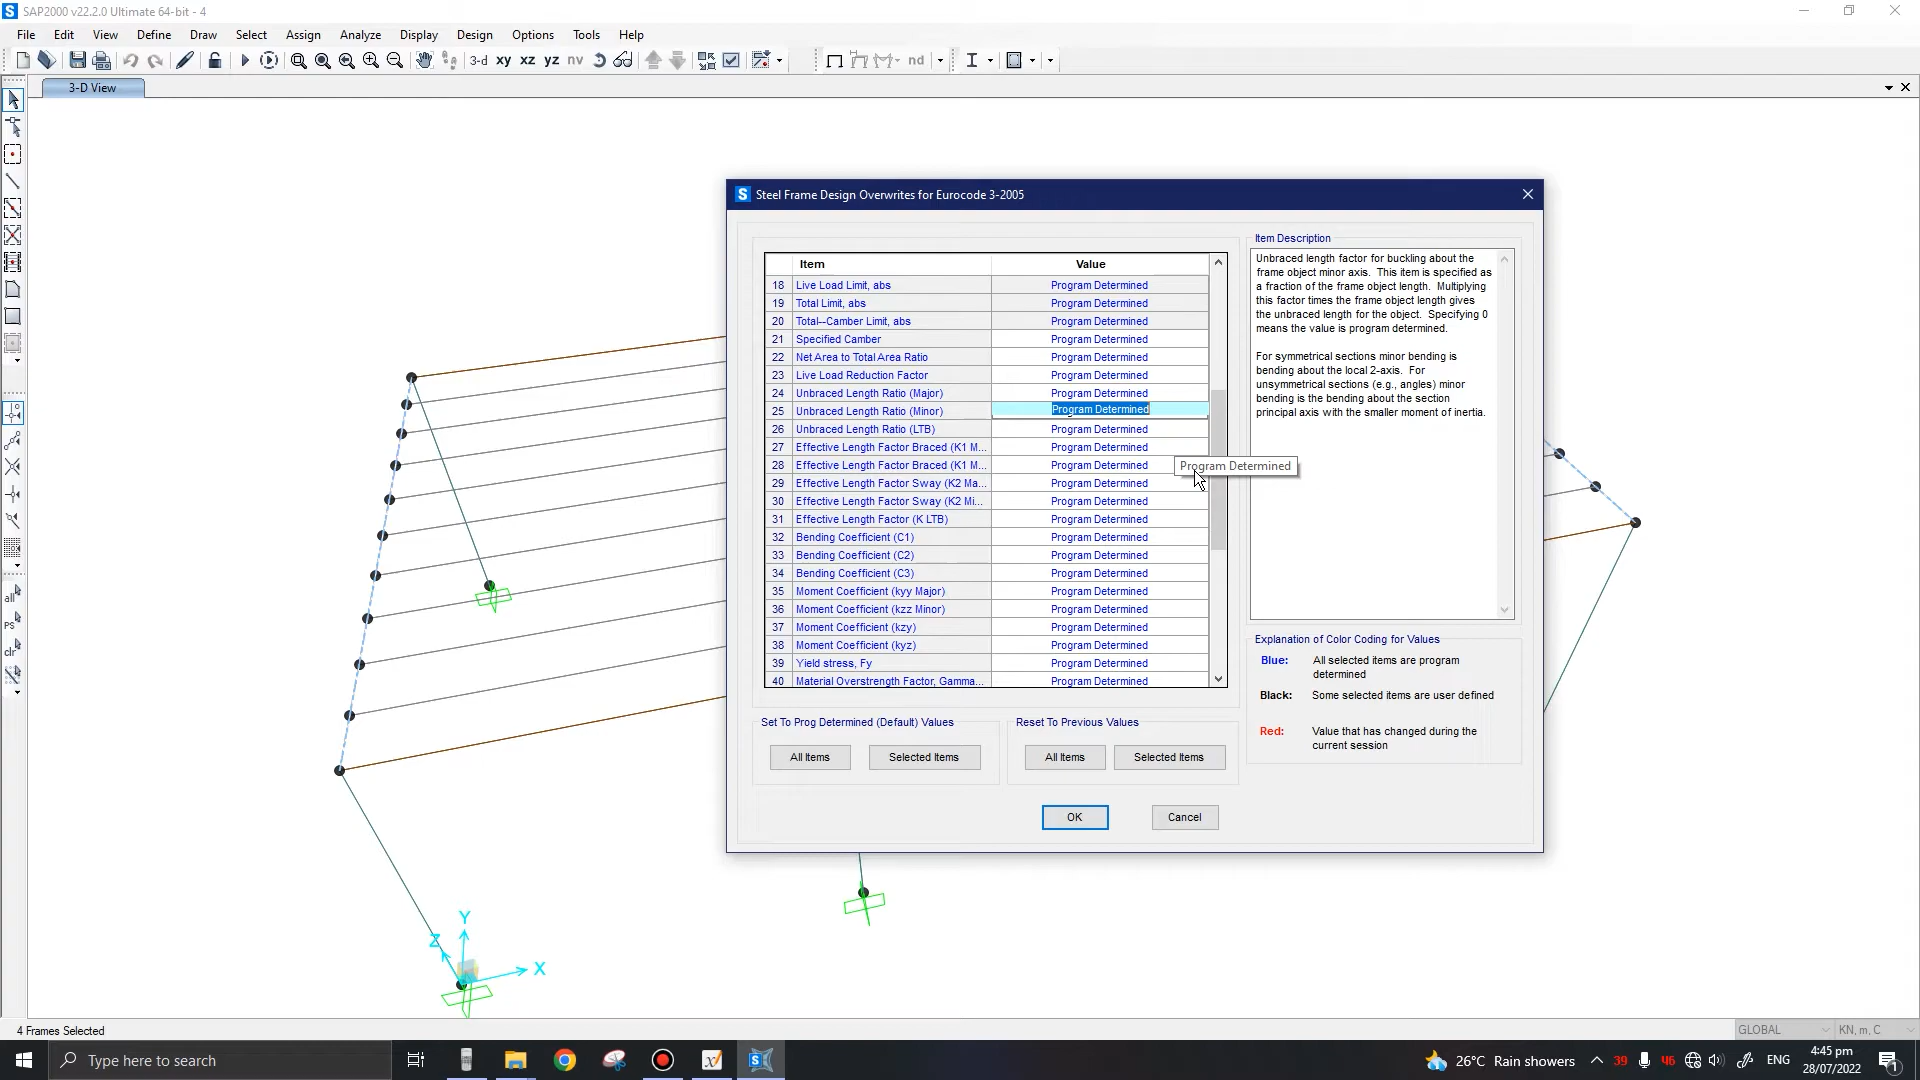 SAP2000 v22.2.0 Ultimate 64-bit - 4
File Edit View Define Draw Select Assign Analyze Display Design Options Tools Help
3-d xy xz yz nv nd
3-D View
all
PS
clr
Steel Frame Design Overwrites for Eurocode 3-2005
Item Value
18 Live Load Limit, abs Program Determined
19 Total Limit, abs Program Determined
20 Total--Camber Limit, abs Program Determined
21 Specified Camber Program Determined
22 Net Area to Total Area Ratio Program Determined
23 Live Load Reduction Factor Program Determined
24 Unbraced Length Ratio (Major) Program Determined
25 Unbraced Length Ratio (Minor) Program Determined
26 Unbraced Length Ratio (LTB) Program Determined
27 Effective Length Factor Braced (K1 M... Program Determined
28 Effective Length Factor Braced (K1 M... Program Determined
29 Effective Length Factor Sway (K2 Ma... Program Determined
30 Effective Length Factor Sway (K2 Mi... Program Determined
31 Effective Length Factor (K LTB) Program Determined
32 Bending Coefficient (C1) Program Determined
33 Bending Coefficient (C2) Program Determined
34 Bending Coefficient (C3) Program Determined
35 Moment Coefficient (kyy Major) Program Determined
36 Moment Coefficient (kzz Minor) Program Determined
37 Moment Coefficient (kzy) Program Determined
38 Moment Coefficient (kyz) Program Determined
39 Yield stress, Fy Program Determined
40 Material Overstrength Factor, Gamma... Program Determined
Program Determined
Item Description
Unbraced length factor for buckling about the
frame object minor axis. This item is specified as
a fraction of the frame object length. Multiplying
this factor times the frame object length gives
the unbraced length for the object. Specifying 0
means the value is program determined.
For symmetrical sections minor bending is
bending about the local 2-axis. For
unsymmetrical sections (e.g., angles) minor
bending is the bending about the section
principal axis with the smaller moment of inertia.
Explanation of Color Coding for Values
Blue: All selected items are program
determined
Black: Some selected items are user defined
Red: Value that has changed during the
current session
Set To Prog Determined (Default) Values
All Items Selected Items
Reset To Previous Values
All Items Selected Items
OK Cancel
Y
Z
X
4 Frames Selected
GLOBAL KN, m, C
Type here to search
26°C Rain showers 39 46 ENG 4:45 pm
28/07/2022
1